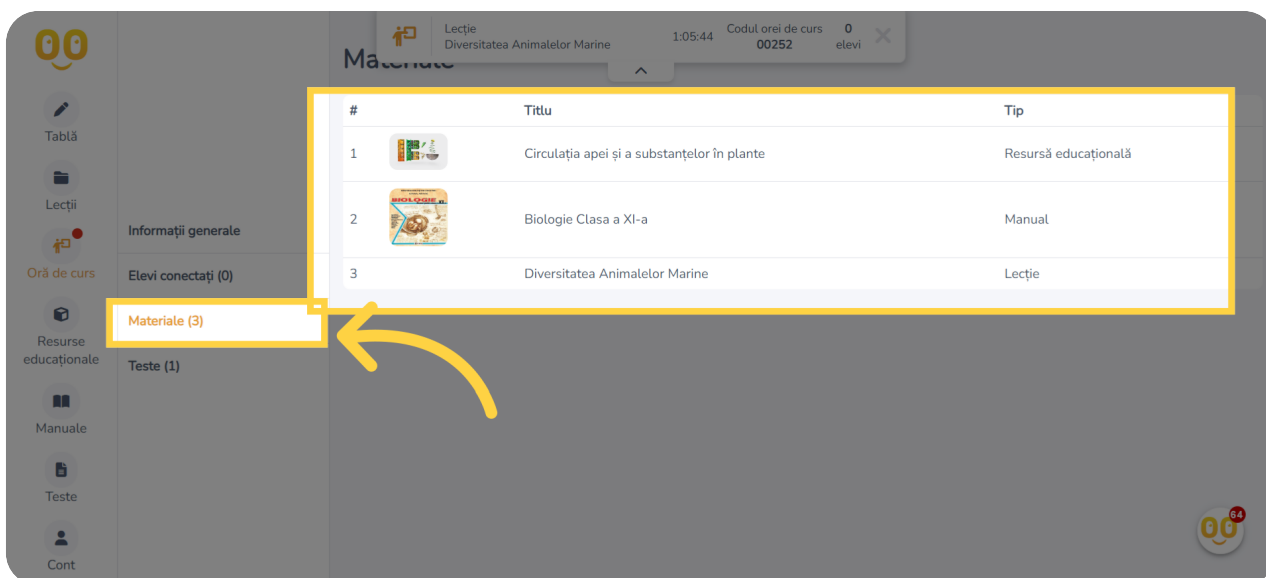 Lecție
Diversitatea Animalelor Marine
1:05:44
Codul orei de curs
00252
0
elevi
Materiale
Tablă
Lecții
Oră de curs
Resurse
educaționale
Manuale
Teste
Cont
Informații generale
Elevi conectați (0)
Materiale (3)
Teste (1)
# Titlu Tip
1 Circulația apei și a substanțelor în plante Resursă educațională
BIOLOGIE
2 Biologie Clasa a XI-a Manual
3 Diversitatea Animalelor Marine Lecție
64